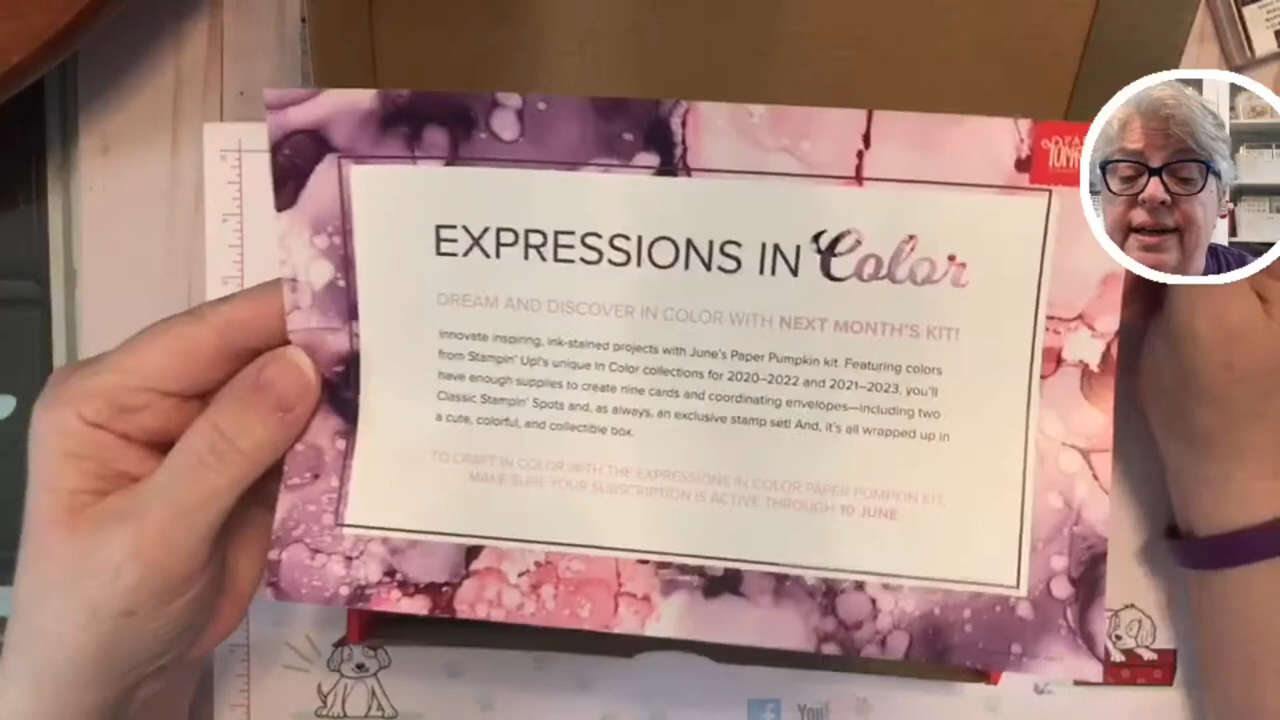 EXPRESSIONS IN Color
DREAM AND DISCOVER IN COLOR WITH NEXT MONTH'S KIT!
Innovate inspiring, ink-stained projects with June's Paper Pumpkin kit. Featuring colors
from Stampin' Up!'s unique In Color collections for 2020–2022 and 2021–2023, you'll
have enough supplies to create nine cards and coordinating envelopes—including two
Classic Stampin' Spots and, as always, an exclusive stamp set! And, it's all wrapped up in
a cute, colorful, and collectible box.
TO CRAFT IN COLOR WITH THE EXPRESSIONS IN COLOR PAPER PUMPKIN KIT,
MAKE SURE YOUR SUBSCRIPTION IS ACTIVE THROUGH 10 JUNE
You